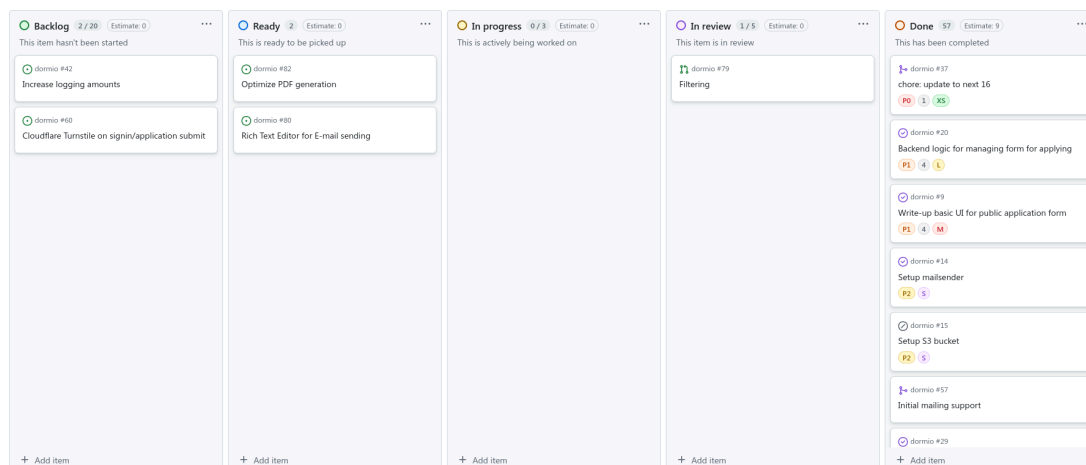 Backlog 2 / 20 Estimate: 0
This item hasn't been started
dormio #42
Increase logging amounts
dormio #60
Cloudflare Turnstile on signin/application submit
+ Add item
Ready 2 Estimate: 0
This is ready to be picked up
dormio #82
Optimize PDF generation
dormio #80
Rich Text Editor for E-mail sending
+ Add item
In progress 0 / 3 Estimate: 0
This is actively being worked on
+ Add item
In review 1 / 5 Estimate: 0
This item is in review
dormio #79
Filtering
+ Add item
Done 57 Estimate: 9
This has been completed
dormio #37
chore: update to next 16
P0 1 XS
dormio #20
Backend logic for managing form for applying
P1 4 L
dormio #9
Write-up basic UI for public application form
P1 4 M
dormio #14
Setup mailsender
P2 S
dormio #15
Setup S3 bucket
P2 S
dormio #57
Initial mailing support
dormio #29
+ Add item